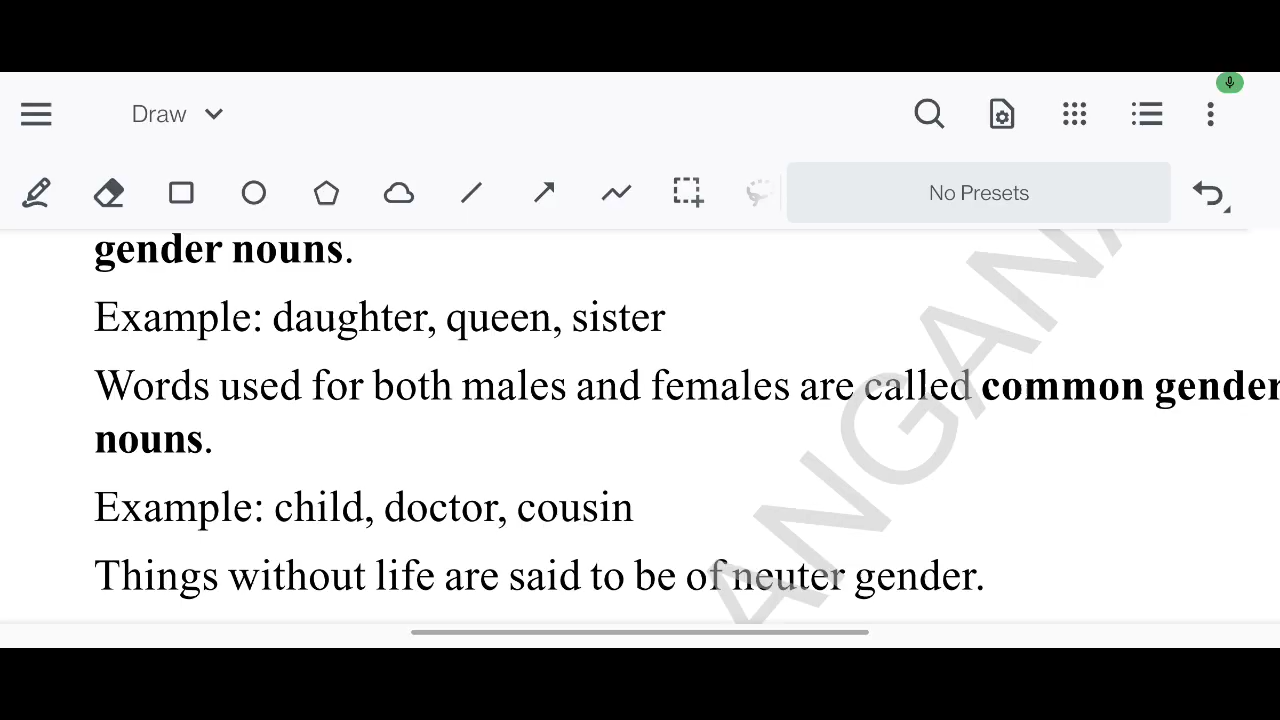 Draw
No Presets
gender nouns.
Example: daughter, queen, sister
Words used for both males and females are called common gender
nouns.
Example: child, doctor, cousin
Things without life are said to be of neuter gender.
ANGANA